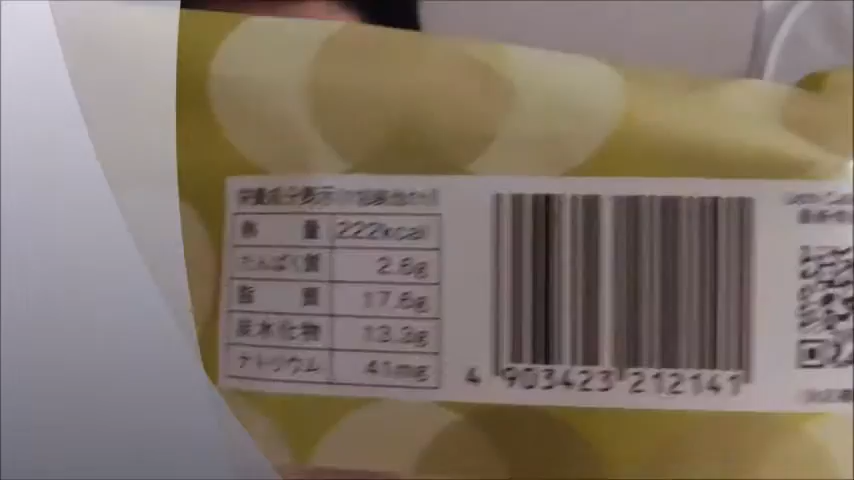 栄養成分表示
熱量 222kcal
たんぱく質 2.6g
脂質 17.6g
炭水化物 13.3g
ナトリウム 41mg
4 903423 212141